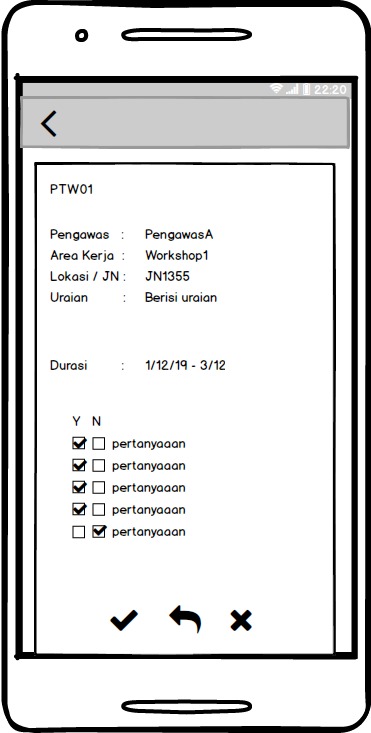 22:20
PTW01
Pengawas : PengawasA
Area Kerja : Workshop1
Lokasi / JN : JN1355
Uraian : Berisi uraian
Durasi : 1/12/19 - 3/12
Y N
pertanyaaan
pertanyaaan
pertanyaaan
pertanyaaan
pertanyaaan